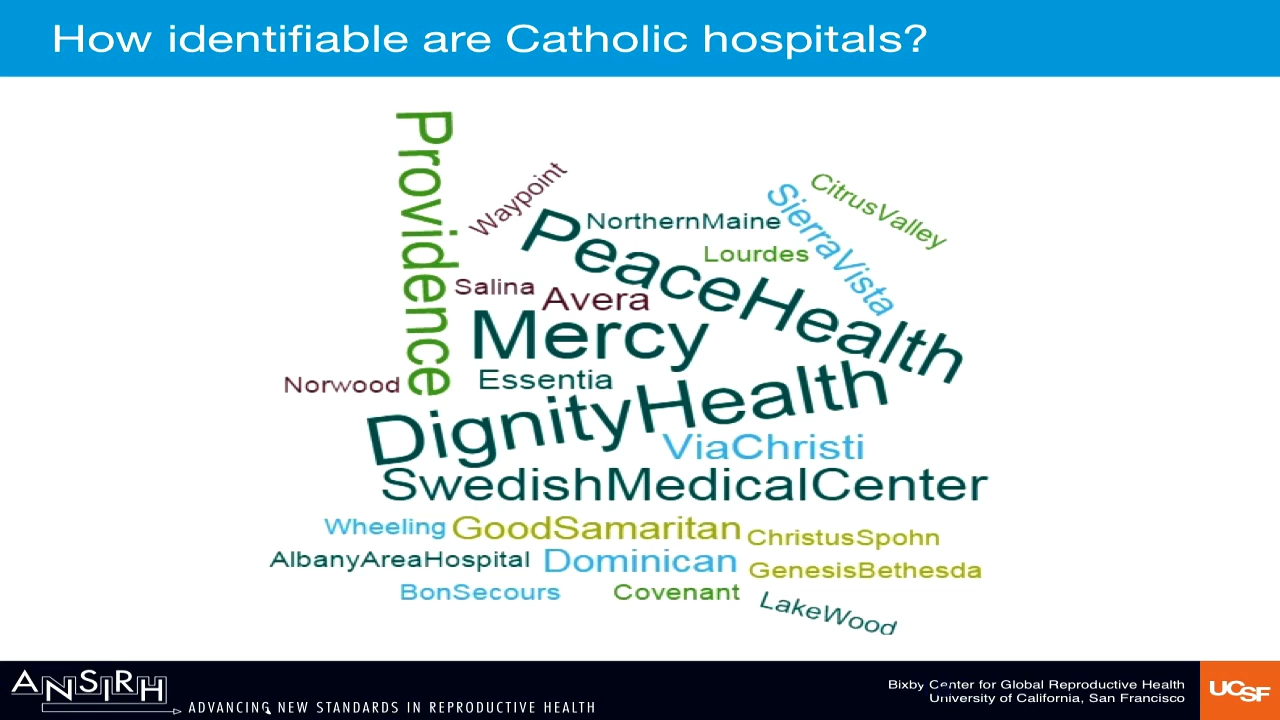 How identifiable are Catholic hospitals?
Providence
Waypoint
CitrusValley
SierraVista
NorthernMaine
PeaceHealth
Lourdes
Salina
Avera
Mercy
Norwood
Essentia
DignityHealth
ViaChristi
SwedishMedicalCenter
Wheeling
GoodSamaritan
ChristusSpohn
AlbanyAreaHospital
Dominican
GenesisBethesda
BonSecours
Covenant
LakeWood
ANSIRH
ADVANCING NEW STANDARDS IN REPRODUCTIVE HEALTH
Bixby Center for Global Reproductive Health
University of California, San Francisco
UCSF